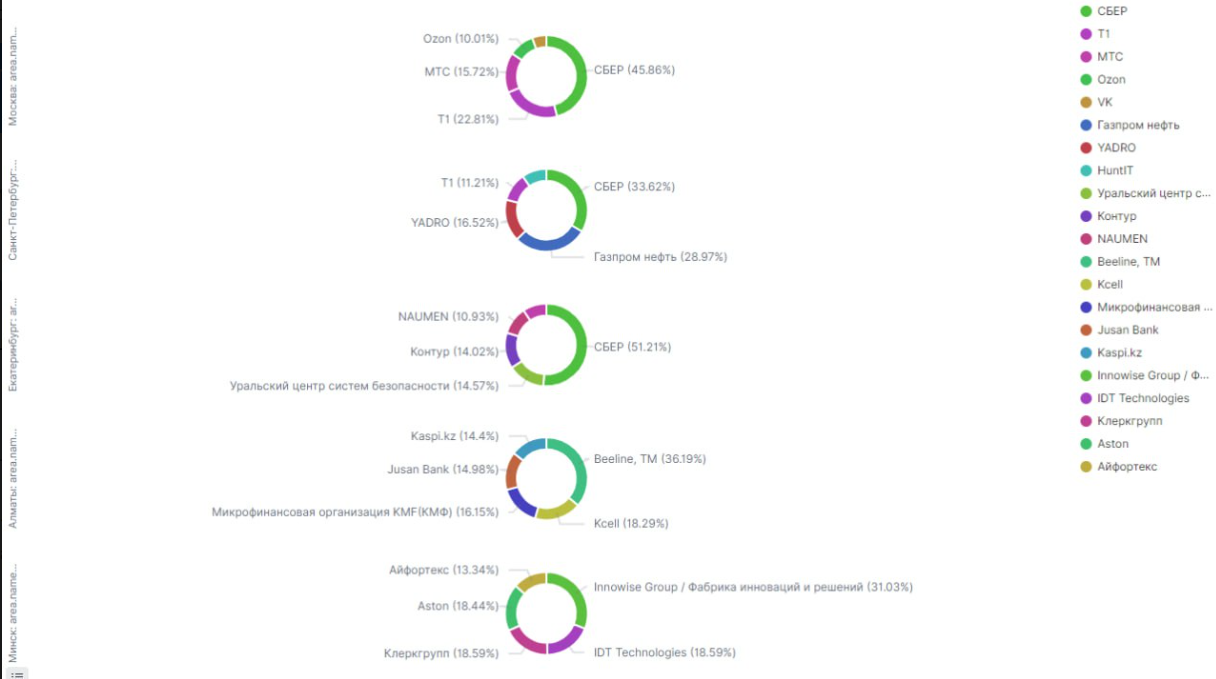 Москва: area.nam...
Ozon (10.01%)
МТС (15.72%)
Т1 (22.81%)
СБЕР (45.86%)
Санкт-Петербург:...
Т1 (11.21%)
YADRO (16.52%)
СБЕР (33.62%)
Газпром нефть (28.97%)
Екатеринбург: ar...
NAUMEN (10.93%)
Контур (14.02%)
Уральский центр систем безопасности (14.57%)
СБЕР (51.21%)
Алматы: area.nam...
Kaspi.kz (14.4%)
Jusan Bank (14.98%)
Микрофинансовая организация KMF(КМФ) (16.15%)
Beeline, ТМ (36.19%)
Kcell (18.29%)
Минск: area.name...
Айфортекс (13.34%)
Aston (18.44%)
Клеркгрупп (18.59%)
Innowise Group / Фабрика инноваций и решений (31.03%)
IDT Technologies (18.59%)
СБЕР
Т1
МТС
Ozon
VK
Газпром нефть
YADRO
HuntIT
Уральский центр с...
Контур
NAUMEN
Beeline, ТМ
Kcell
Микрофинансовая ...
Jusan Bank
Kaspi.kz
Innowise Group / Ф...
IDT Technologies
Клеркгрупп
Aston
Айфортекс